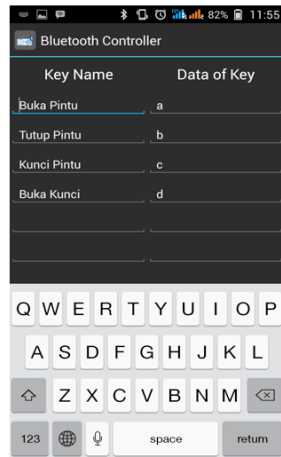 82% 11:55
Bluetooth Controller
Key Name Data of Key
Buka Pintu a
Tutup Pintu b
Kunci Pintu c
Buka Kunci d
Q W E R T Y U I O P
A S D F G H J K L
Z X C V B N M
123 space return